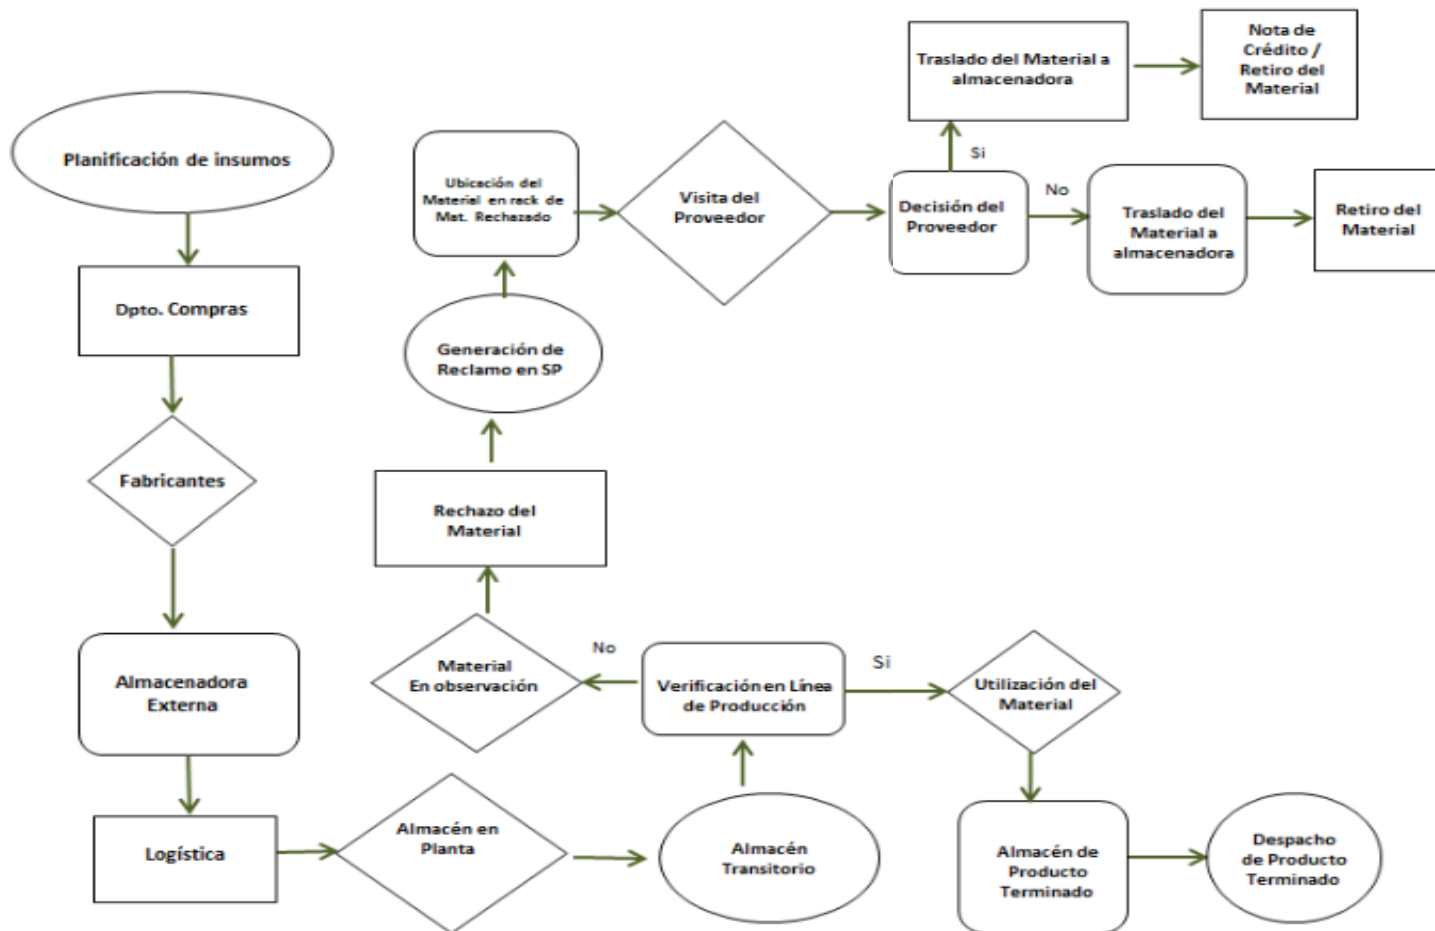 Planificación de insumos
Dpto. Compras
Fabricantes
Almacenadora
Externa
Logística
Almacén en
Planta
Almacén
Transitorio
Verificación en Línea
de Producción
No
Si
Material
En observación
Rechazo del
Material
Generación de
Reclamo en SP
Ubicación del
Material en rack de
Mat. Rechazado
Visita del
Proveedor
Decisión del
Proveedor
Si
Traslado del Material a
almacenadora
Nota de
Crédito /
Retiro del
Material
No
Traslado del
Material a
almacenadora
Retiro del
Material
Utilización del
Material
Almacén de
Producto
Terminado
Despacho
de Producto
Terminado